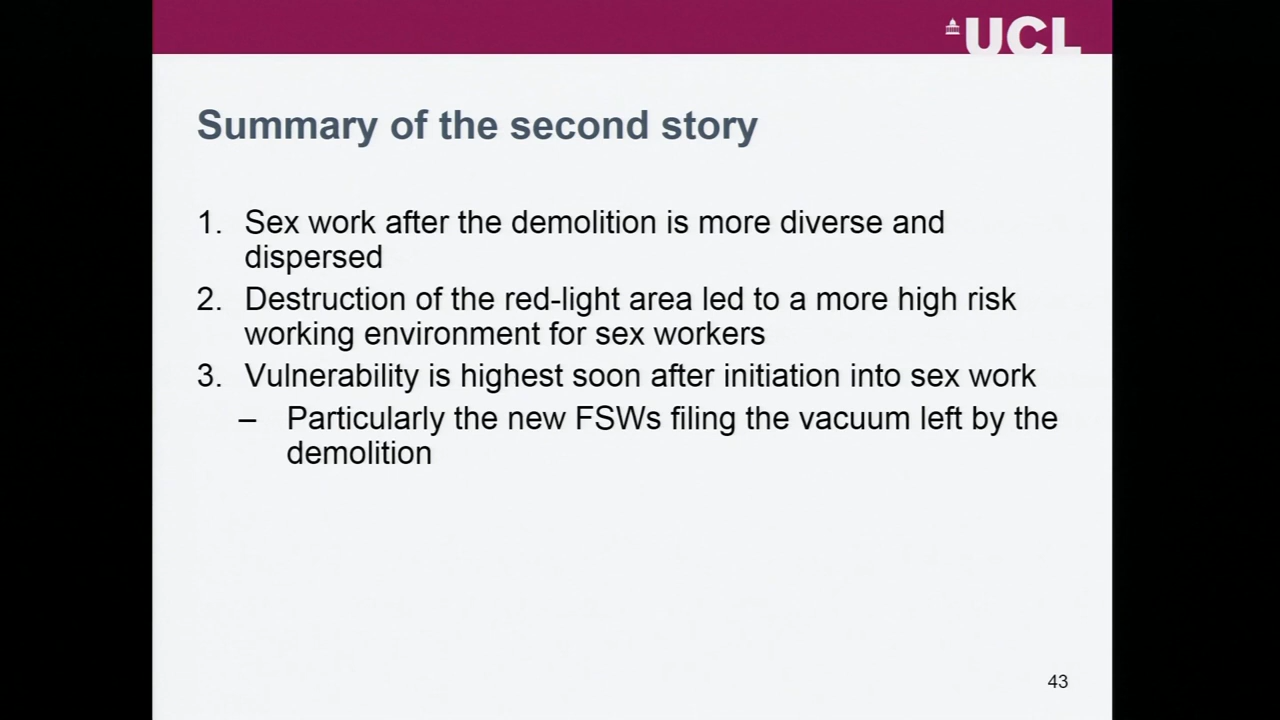 UCL
Summary of the second story
1. Sex work after the demolition is more diverse and
dispersed
2. Destruction of the red-light area led to a more high risk
working environment for sex workers
3. Vulnerability is highest soon after initiation into sex work
– Particularly the new FSWs filing the vacuum left by the
demolition
43